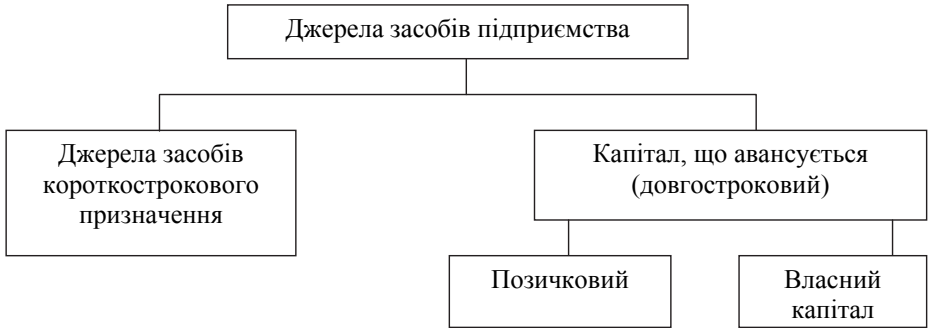 Джерела засобів підприємства
Джерела засобів
короткострокового
призначення
Капітал, що авансується
(довгостроковий)
Позичковий
Власний
капітал